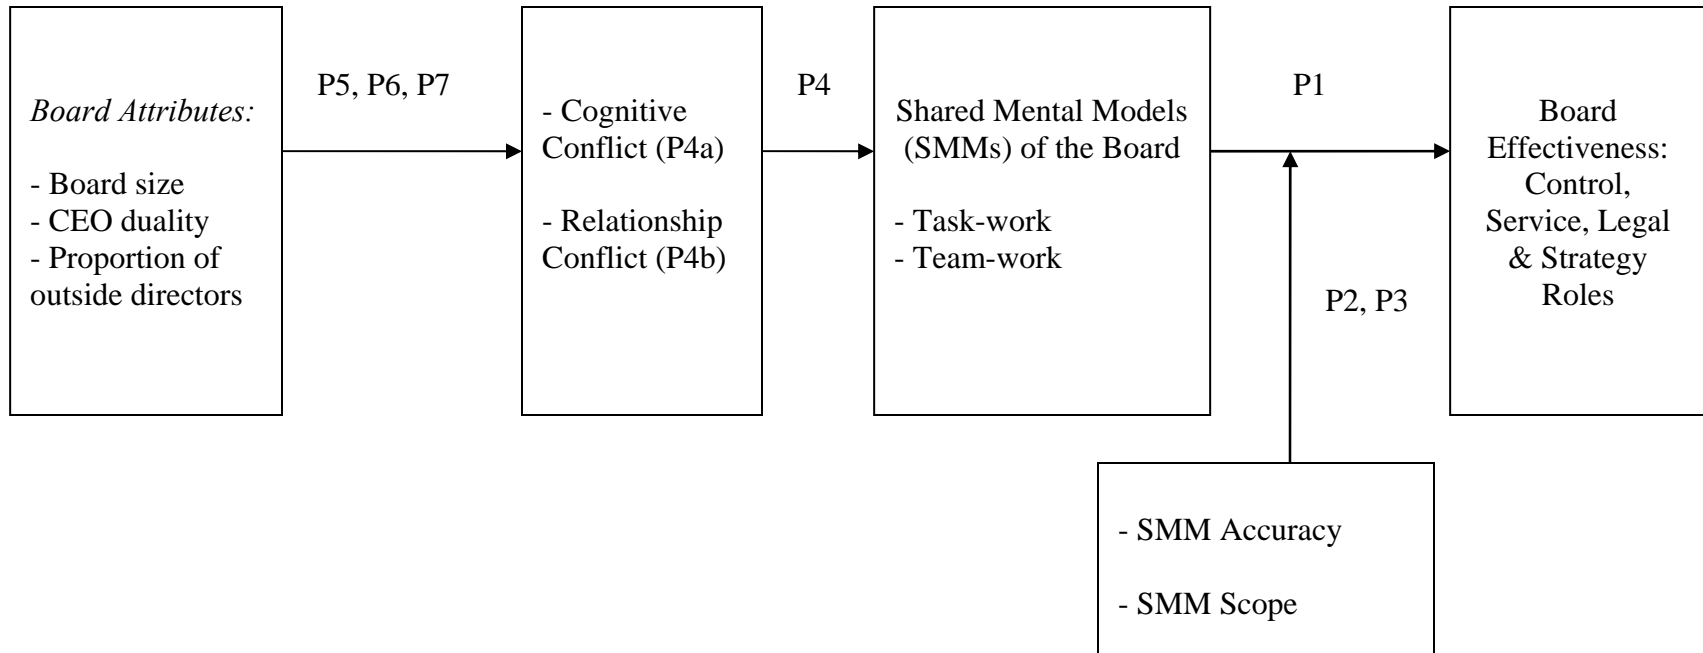 Board Attributes:
- Board size
- CEO duality
- Proportion of
outside directors
P5, P6, P7
- Cognitive
Conflict (P4a)
- Relationship
Conflict (P4b)
P4
Shared Mental Models
(SMMs) of the Board
- Task-work
- Team-work
P1
P2, P3
Board
Effectiveness:
Control,
Service, Legal
& Strategy
Roles
- SMM Accuracy
- SMM Scope